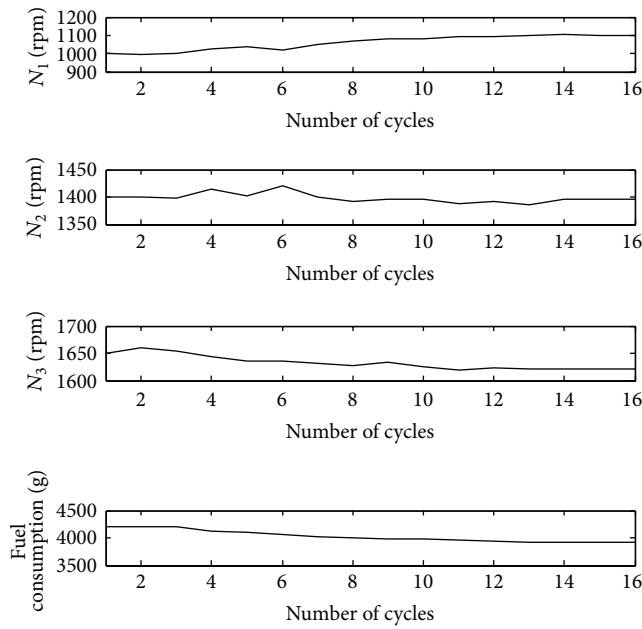 N₁ (rpm)
1200
1100
1000
900
2 4 6 8 10 12 14 16
Number of cycles
N₂ (rpm)
1450
1400
1350
2 4 6 8 10 12 14 16
Number of cycles
N₃ (rpm)
1700
1650
1600
2 4 6 8 10 12 14 16
Number of cycles
Fuel
consumption (g)
4500
4000
3500
2 4 6 8 10 12 14 16
Number of cycles